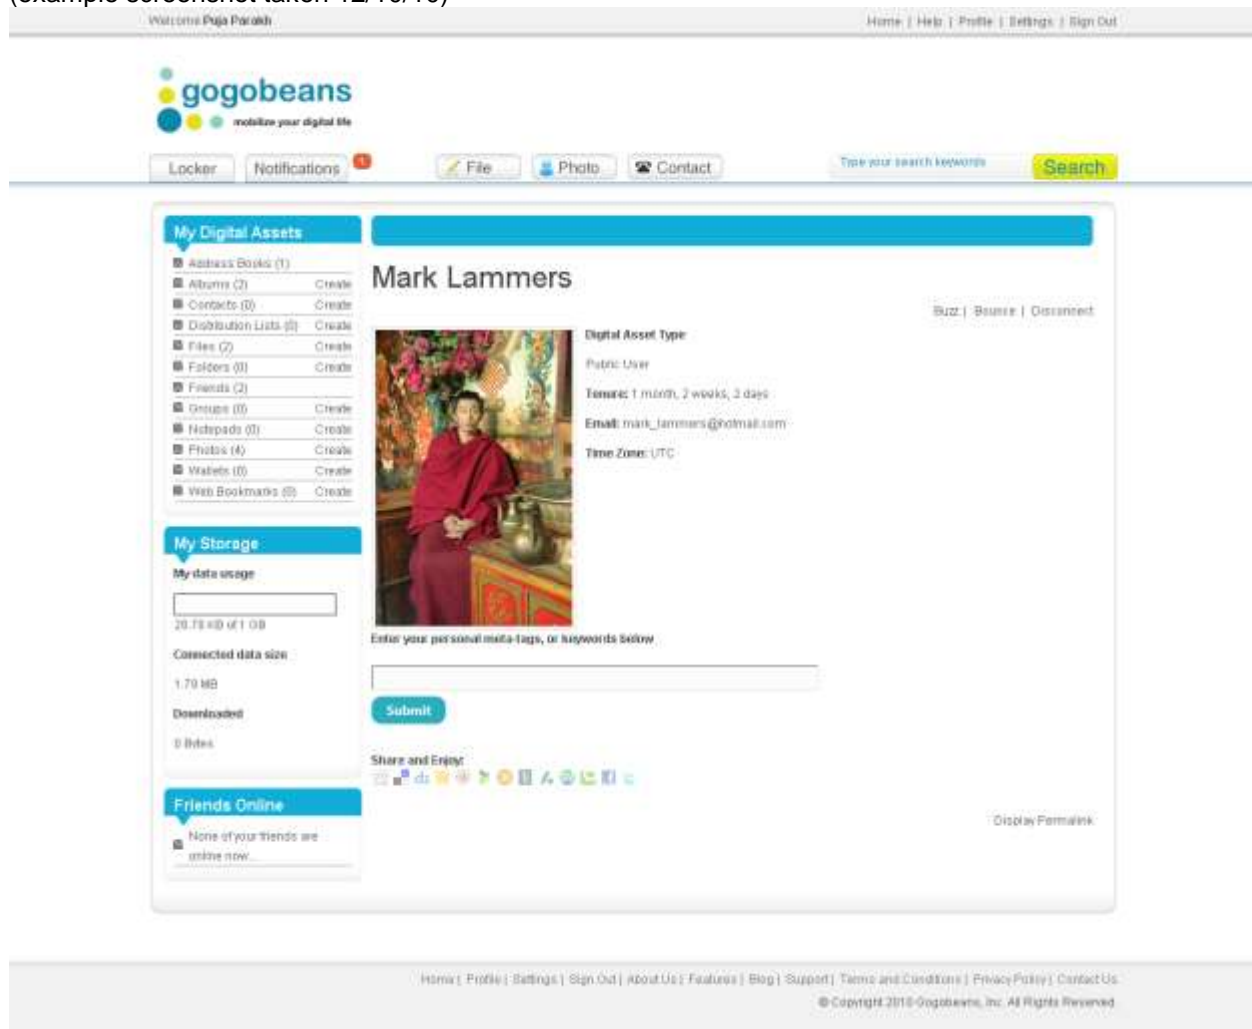 (example screenshot taken 12/10/10)
Welcome Puja Parakh
Home | Help | Profile | Settings | Sign Out
gogobeans
mobilize your digital life
Locker
Notifications
1
File
Photo
Contact
Type your search keywords
Search
My Digital Assets
Address Books (1)
Albums (2) Create
Contacts (0) Create
Distribution Lists (0) Create
Files (2) Create
Folders (0) Create
Friends (2)
Groups (0) Create
Notepads (0) Create
Photos (4) Create
Wallets (0) Create
Web Bookmarks (0) Create
My Storage
My data usage
of 1 GB
Connected data size
MB
Downloaded
0 Bytes
Friends Online
None of your friends are
online now...
Mark Lammers
Buzz | Bounce | Disconnect
Digital Asset Type
Public User
Tenure: 1 month, 2 weeks, 3 days
Email: mark_lammers@hotmail.com
Time Zone: UTC
Enter your personal meta-tags, or keywords below
Submit
Share and Enjoy:
Display Permalink
Home | Profile | Settings | Sign Out | About Us | Features | Blog | Support | Terms and Conditions | Privacy Policy | Contact Us
© Copyright 2010 Gogobeans, Inc. All Rights Reserved